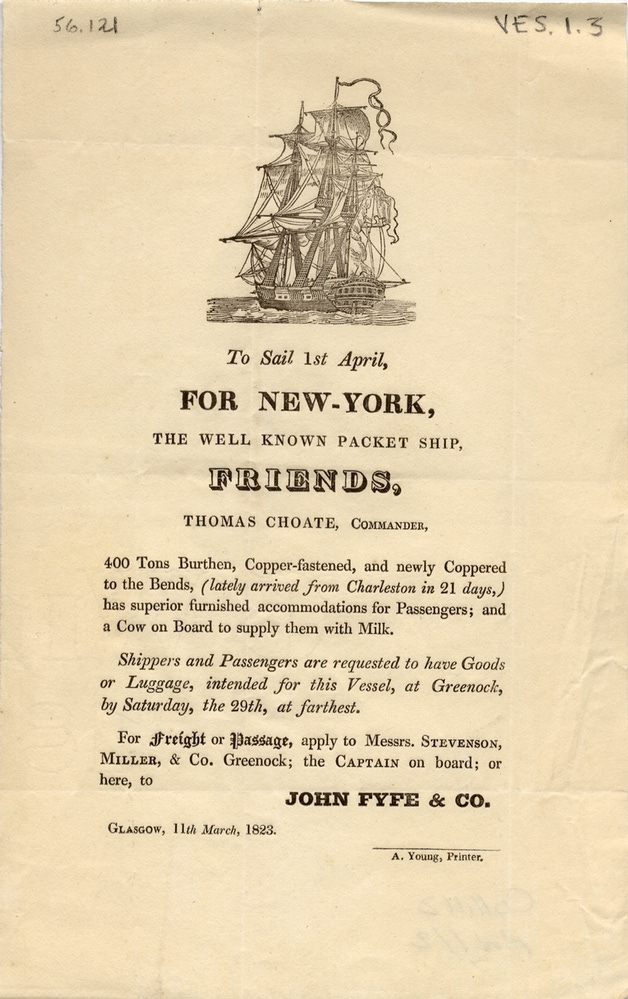 56.121
VES. 1. 3
To Sail 1st April,
FOR NEW-YORK,
THE WELL KNOWN PACKET SHIP,
FRIENDS,
THOMAS CHOATE, COMMANDER,
400 Tons Burthen, Copper-fastened, and newly Coppered
to the Bends, (lately arrived from Charleston in 21 days,)
has superior furnished accommodations for Passengers; and
a Cow on Board to supply them with Milk.
Shippers and Passengers are requested to have Goods
or Luggage, intended for this Vessel, at Greenock,
by Saturday, the 29th, at farthest.
For Freight or Passage, apply to Messrs. STEVENSON,
MILLER, & Co. Greenock; the CAPTAIN on board; or
here, to
JOHN FYFE & CO.
GLASGOW, 11th March, 1823.
A. Young, Printer.